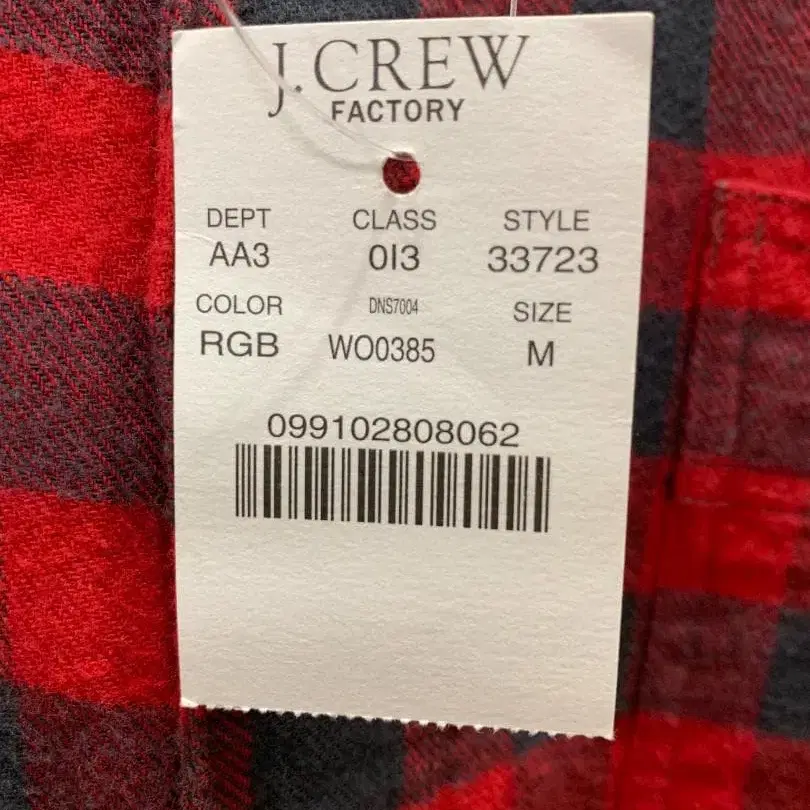 J.CREW
FACTORY
DEPT CLASS STYLE
AA3 013 33723
COLOR DNS7004 SIZE
RGB WO0385 M
099102808062